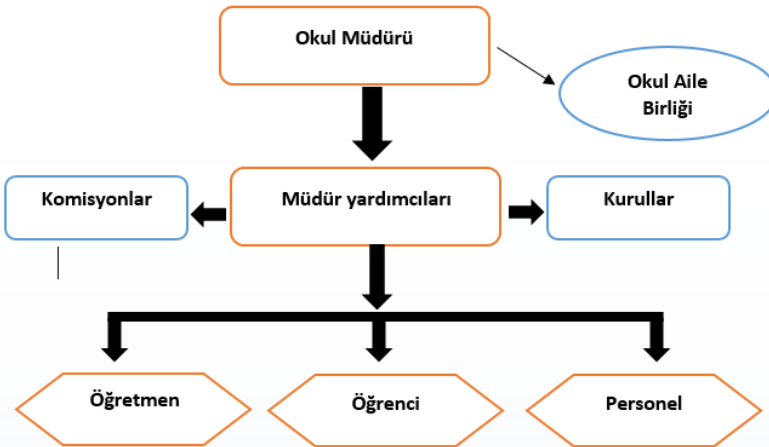 Okul Müdürü
Okul Aile
Birliği
Komisyonlar
Müdür yardımcıları
Kurullar
Öğretmen
Öğrenci
Personel